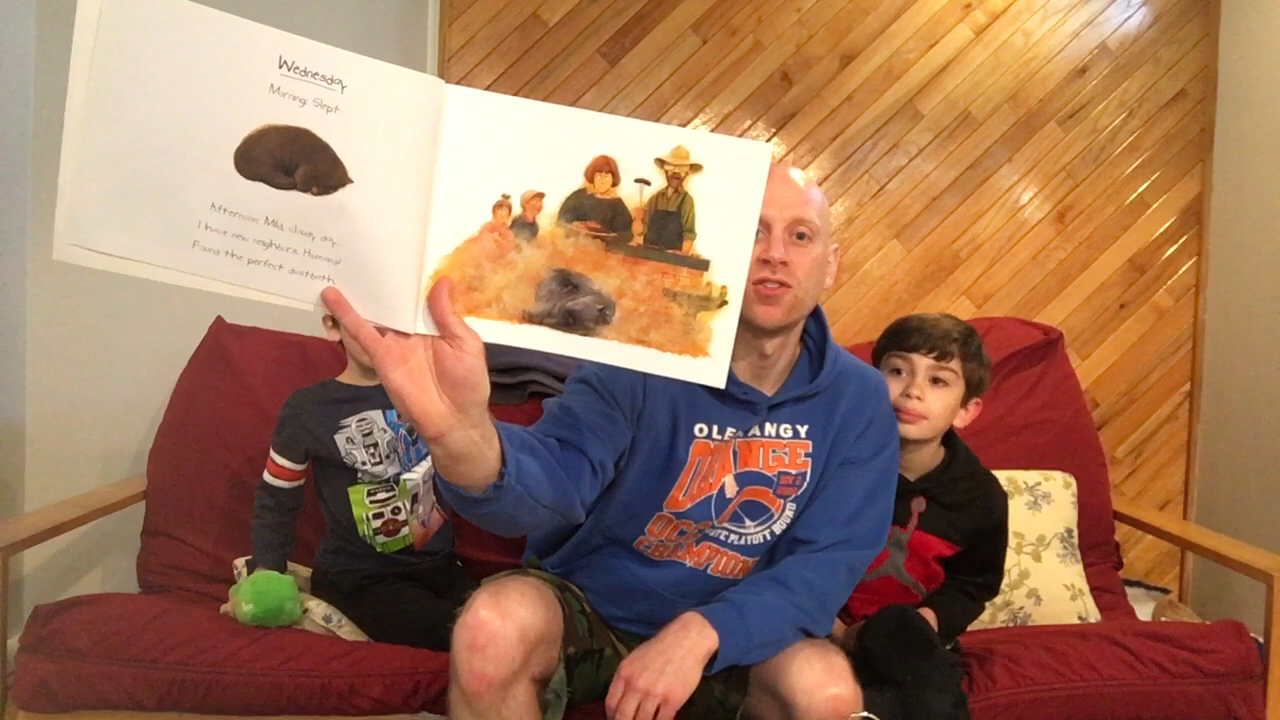 Wednesday
Morning: Slept.
Afternoon: Mild, cloudy day.
I have new neighbors. Humans!
Found the perfect dustbath.
OLENTANGY
ORANGE
OCC
STATE PLAYOFF BOUND